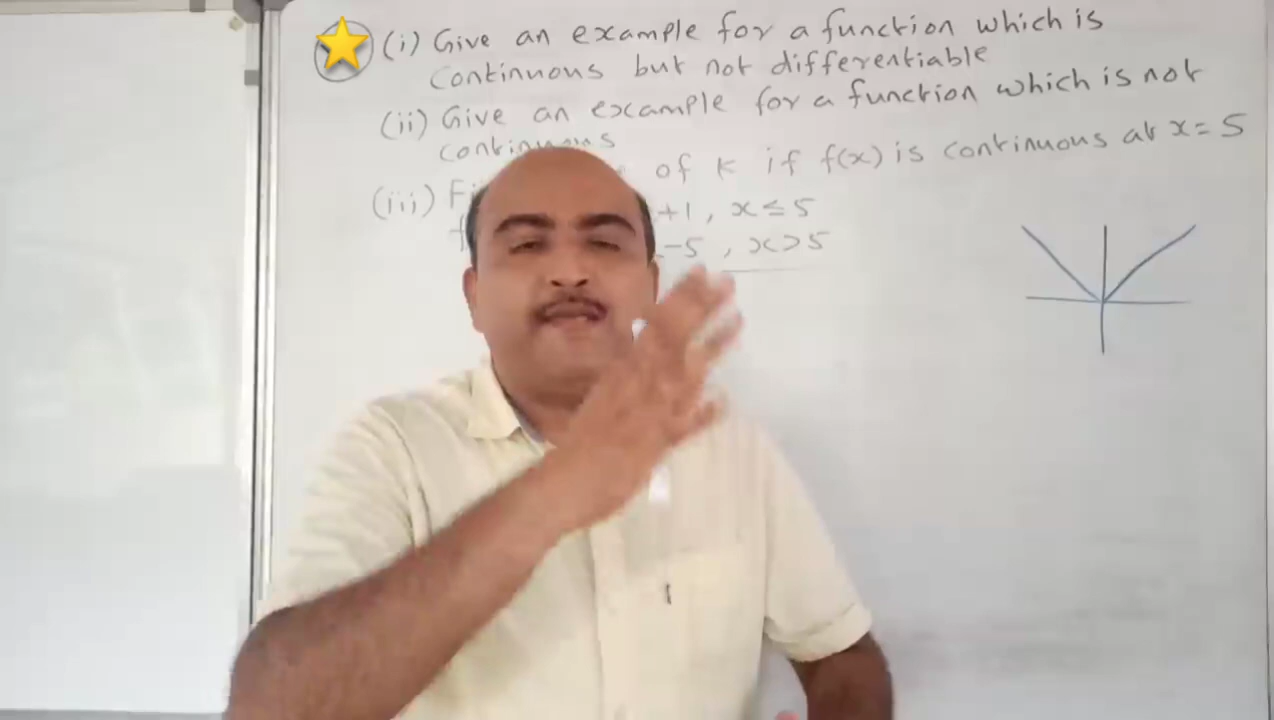 (i) Give an example for a function which is
continuous but not differentiable
(ii) Give an example for a function which is not
continuous
(iii) of K if f(x) is continuous at x=5
+1, x≤5
-5, x>5